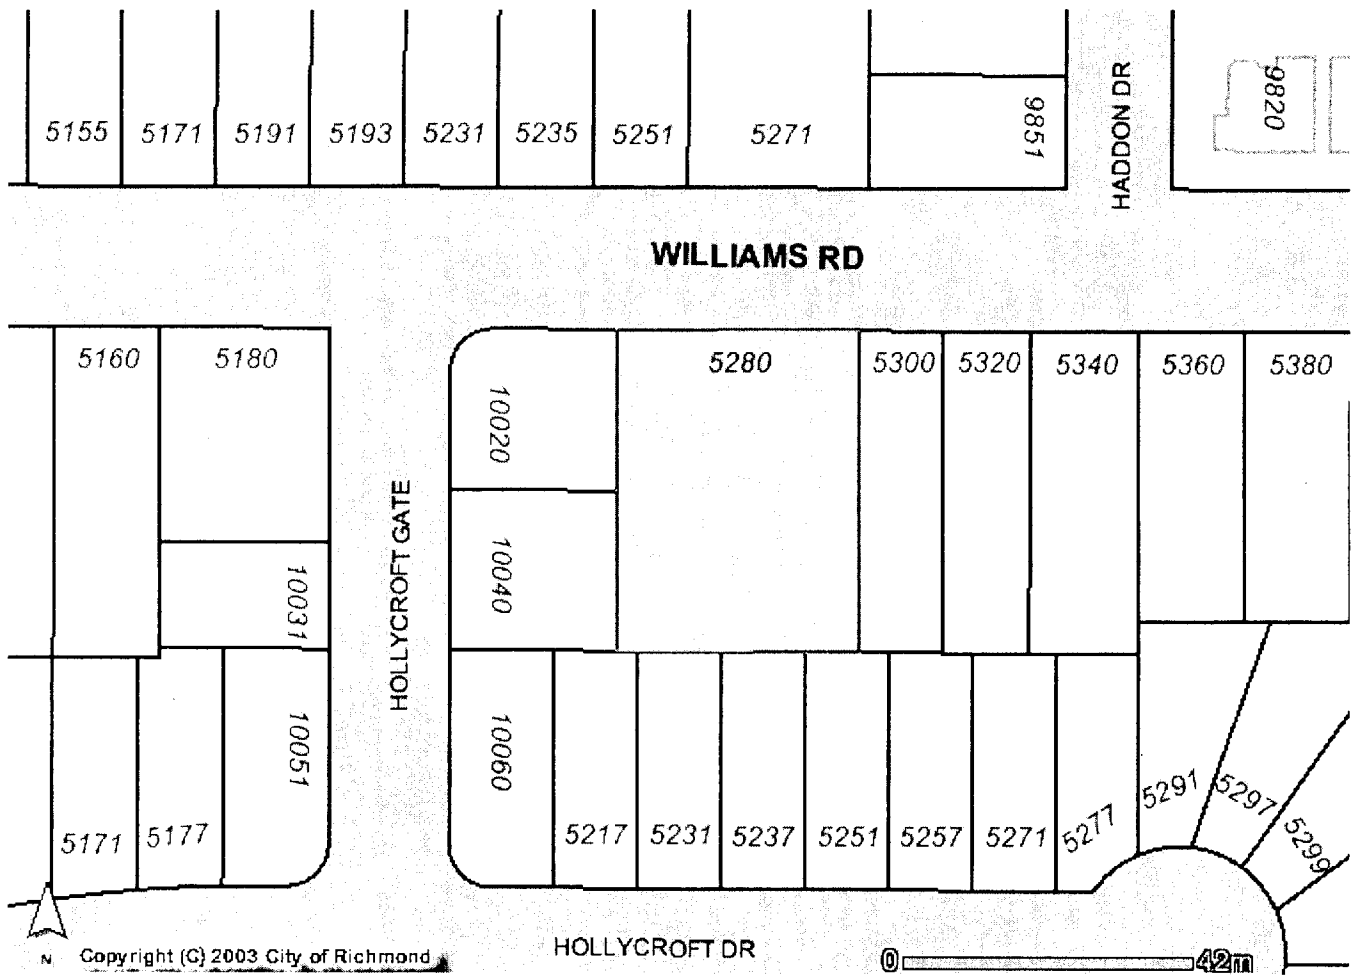 5155 5171 5191 5193 5231 5235 5251 5271 9851 HADDON DR 9820
WILLIAMS RD
5160 5180 5280 5300 5320 5340 5360 5380
10020
HOLLYCROFT GATE
10040
10031
10051 10060
5291 5297
5171 5177 5217 5231 5237 5251 5257 5271 5277 5299
N Copyright (C) 2003 City of Richmond HOLLYCROFT DR 0 42m